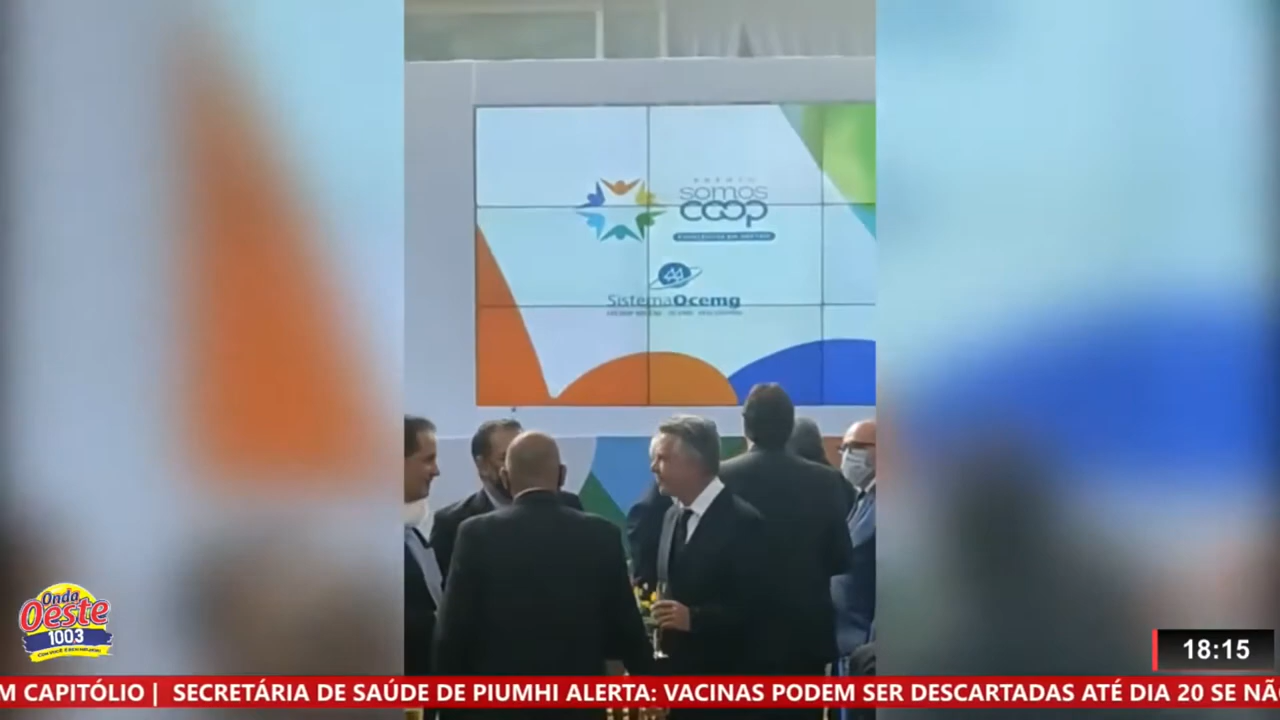 PRÊMIO
somos
coop
SistemaOcemg
Onda
Oeste
100.3
18:15
M CAPITÓLIO | SECRETÁRIA DE SAÚDE DE PIUMHI ALERTA: VACINAS PODEM SER DESCARTADAS ATÉ DIA 20 SE NÃO